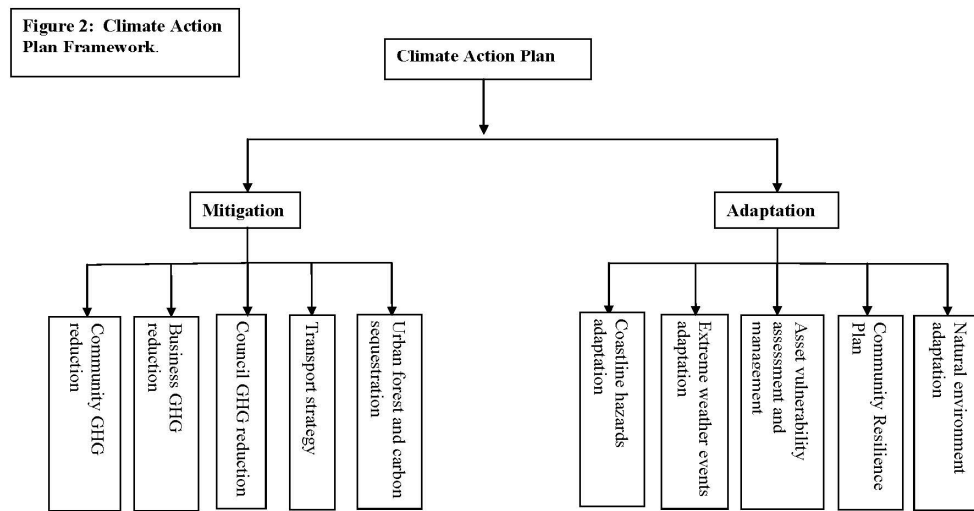 Figure 2:  Climate Action
Plan Framework.
Climate Action Plan
Mitigation
Adaptation
Community GHG
reduction
Business GHG
reduction
Council GHG reduction
Transport strategy
Urban forest and carbon
sequestration
Coastline hazards
adaptation
Extreme weather events
adaptation
Asset vulnerability
assessment and
management
Community Resilience
Plan
Natural environment
adaptation